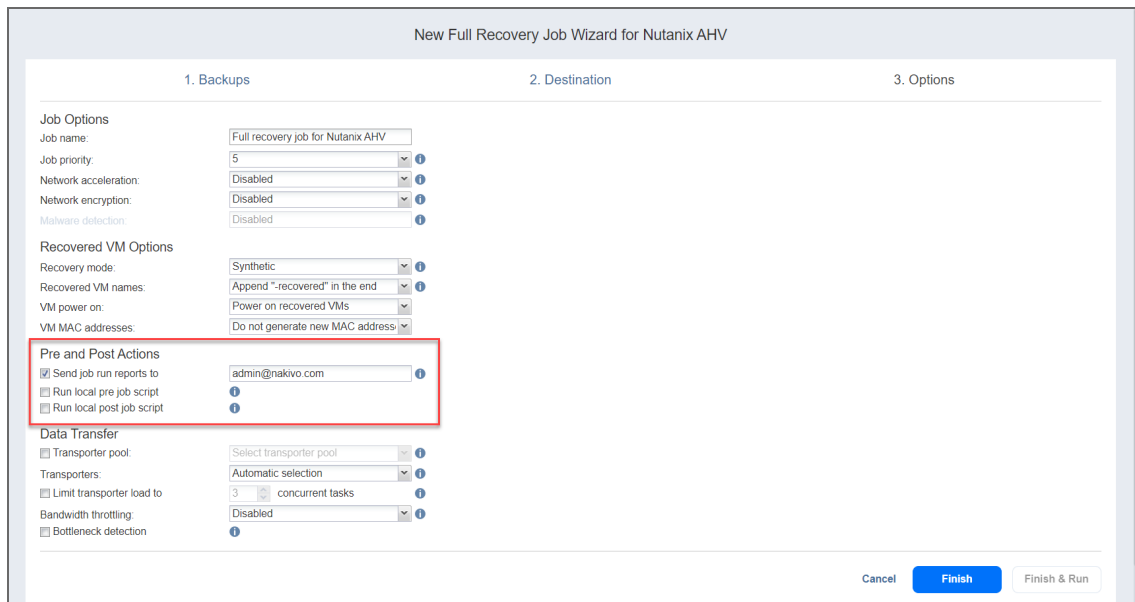 New Full Recovery Job Wizard for Nutanix AHV
1. Backups 2. Destination 3. Options
Job Options
Job name: Full recovery job for Nutanix AHV
Job priority: 5
Network acceleration: Disabled
Network encryption: Disabled
Malware detection: Disabled
Recovered VM Options
Recovery mode: Synthetic
Recovered VM names: Append "-recovered" in the end
VM power on: Power on recovered VMs
VM MAC addresses: Do not generate new MAC address
Pre and Post Actions
Send job run reports to admin@nakivo.com
Run local pre job script
Run local post job script
Data Transfer
Transporter pool: Select transporter pool
Transporters: Automatic selection
Limit transporter load to 3 concurrent tasks
Bandwidth throttling: Disabled
Bottleneck detection
Cancel Finish Finish & Run